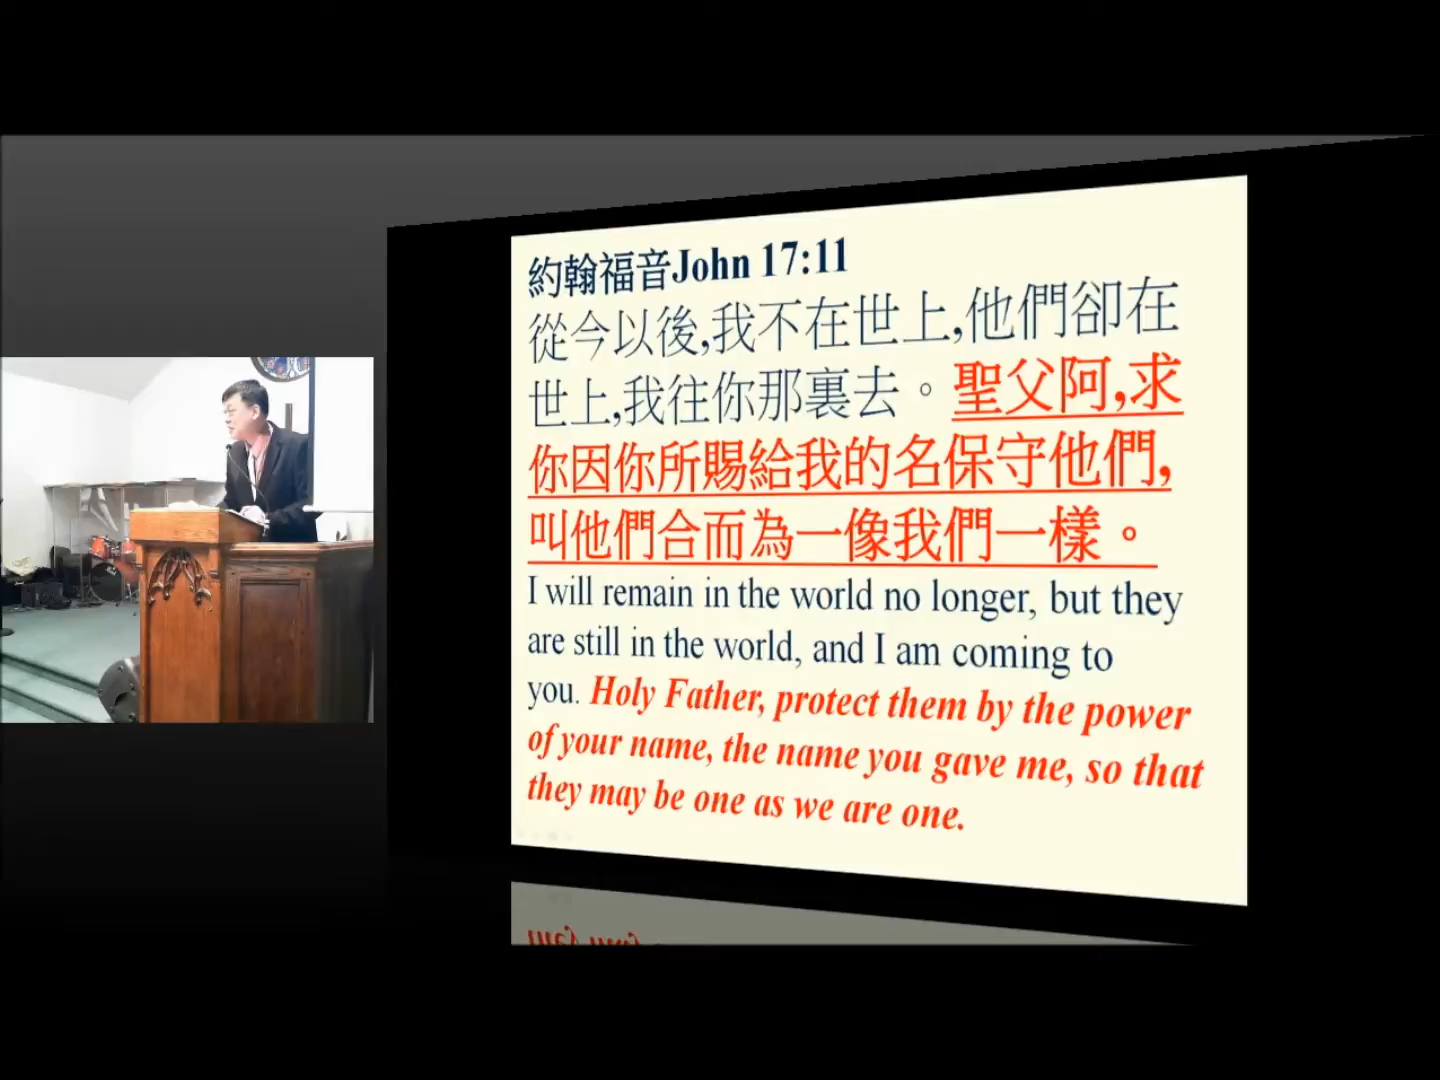 約翰福音John 17:11
從今以後,我不在世上,他們卻在
世上,我往你那裏去。聖父阿,求
你因你所賜給我的名保守他們,
叫他們合而為一像我們一樣。
I will remain in the world no longer, but they
are still in the world, and I am coming to
you. Holy Father, protect them by the power
of your name, the name you gave me, so that
they may be one as we are one.